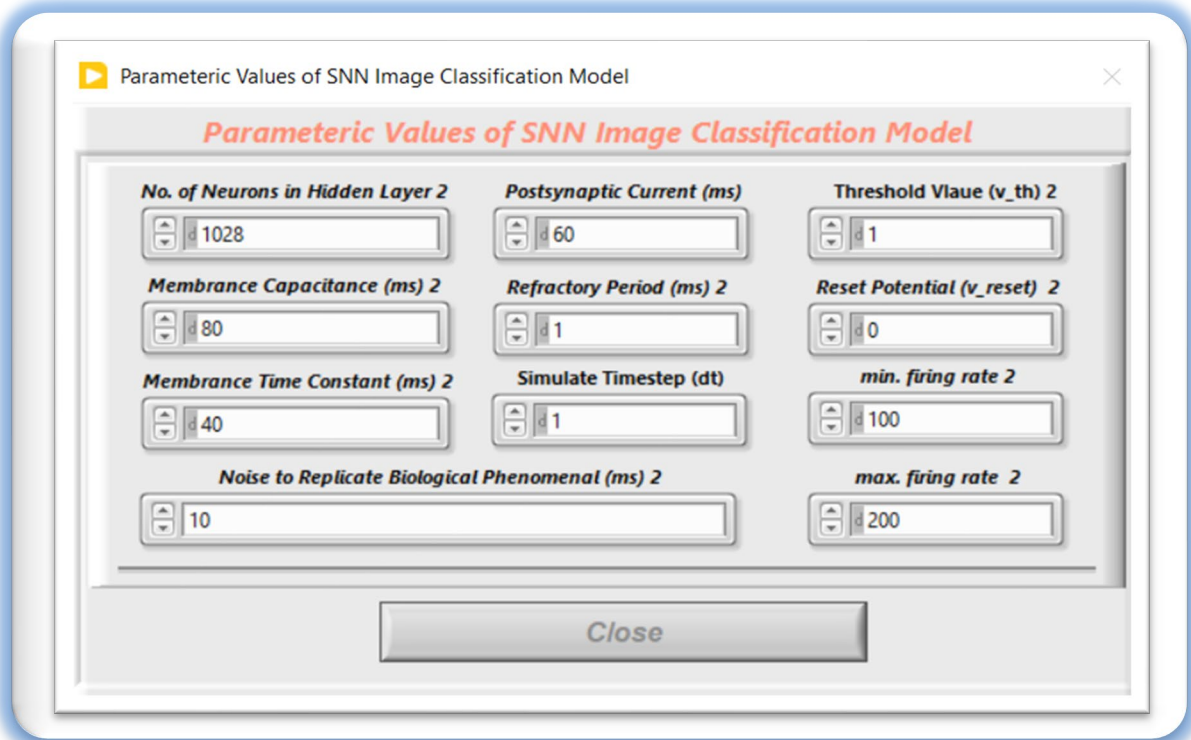 Parameteric Values of SNN Image Classification Model
Parameteric Values of SNN Image Classification Model
No. of Neurons in Hidden Layer 2
Postsynaptic Current (ms)
Threshold Vlaue (v_th) 2
d 1028
d 60
d 1
Membrance Capacitance (ms) 2
Refractory Period (ms) 2
Reset Potential (v_reset) 2
d 80
d 1
d 0
Membrance Time Constant (ms) 2
Simulate Timestep (dt)
min. firing rate 2
d 40
d 1
d 100
Noise to Replicate Biological Phenomenal (ms) 2
max. firing rate 2
10
d 200
Close